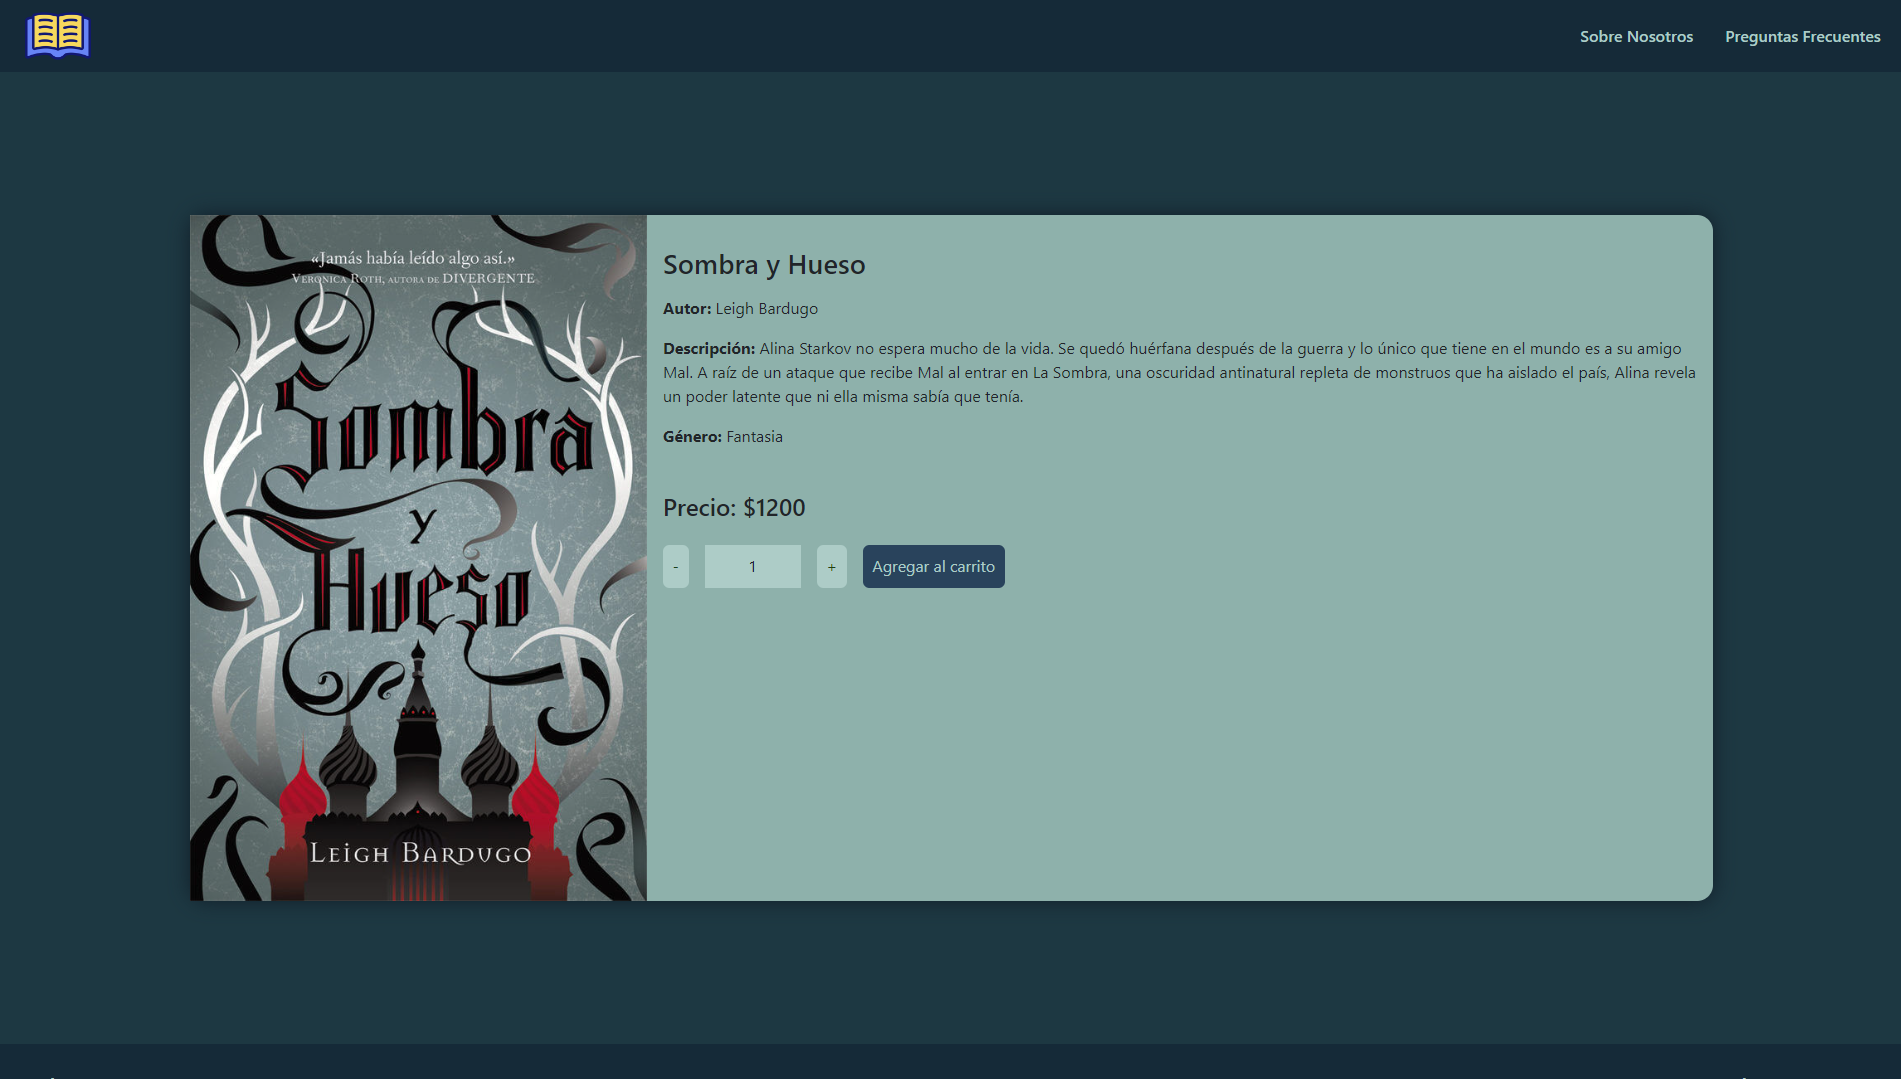 Sobre Nosotros
Preguntas Frecuentes
«Jamás había leído algo así.»
VERONICA ROTH, AUTORA DE DIVERGENTE
Sombra
y
Hueso
LEIGH BARDUGO
Sombra y Hueso
Autor: Leigh Bardugo
Descripción: Alina Starkov no espera mucho de la vida. Se quedó huérfana después de la guerra y lo único que tiene en el mundo es a su amigo
Mal. A raíz de un ataque que recibe Mal al entrar en La Sombra, una oscuridad antinatural repleta de monstruos que ha aislado el país, Alina revela
un poder latente que ni ella misma sabía que tenía.
Género: Fantasia
Precio: $1200
-
1
+
Agregar al carrito